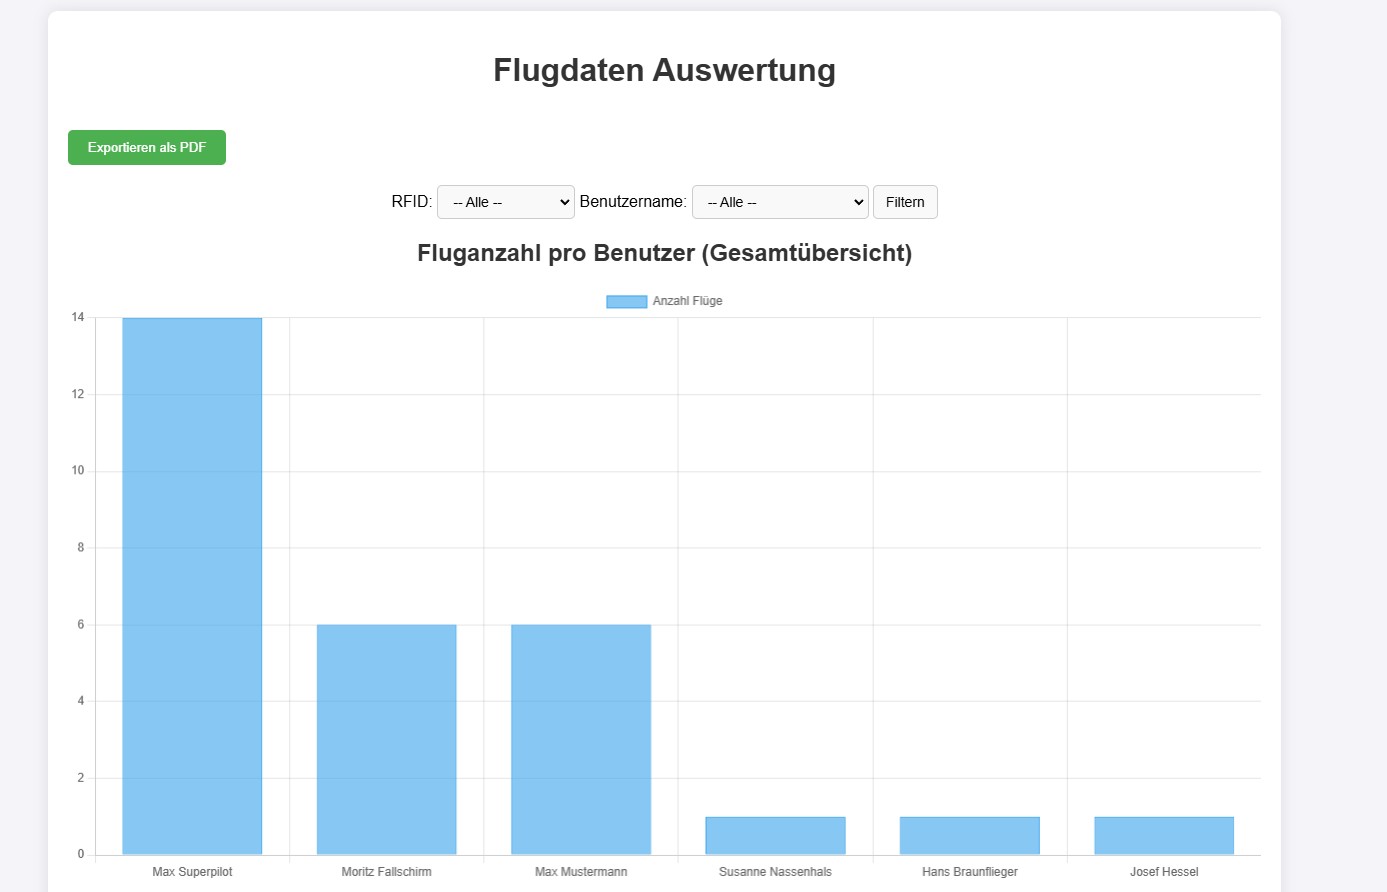 Flugdaten Auswertung
Exportieren als PDF
RFID: -- Alle -- Benutzername: -- Alle -- Filtern
Fluganzahl pro Benutzer (Gesamtübersicht)
Anzahl Flüge
14
12
10
8
6
4
2
0
Max Superpilot Moritz Fallschirm Max Mustermann Susanne Nassenhals Hans Braunflieger Josef Hessel